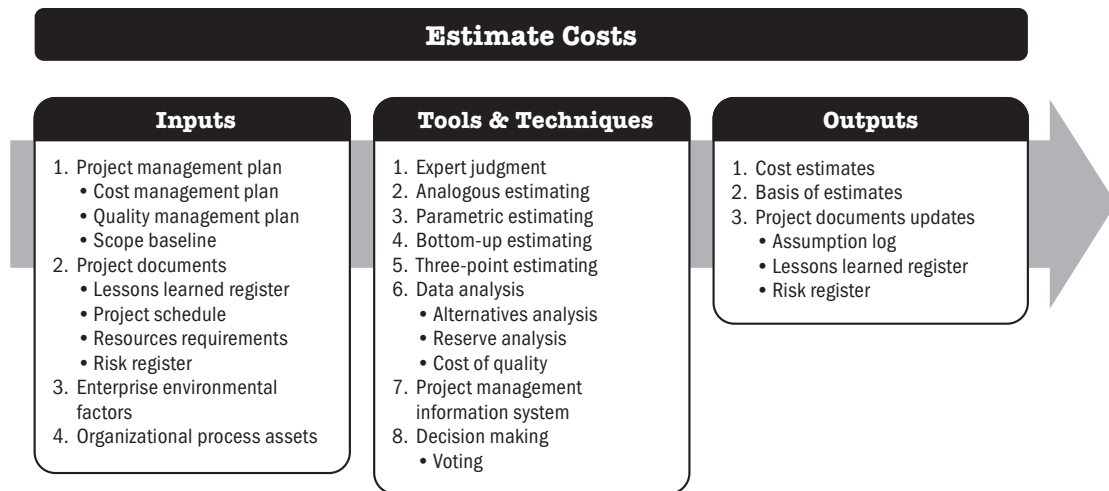 Estimate Costs
Inputs
1. Project management plan
• Cost management plan
• Quality management plan
• Scope baseline
2. Project documents
• Lessons learned register
• Project schedule
• Resources requirements
• Risk register
3. Enterprise environmental
factors
4. Organizational process assets
Tools & Techniques
1. Expert judgment
2. Analogous estimating
3. Parametric estimating
4. Bottom-up estimating
5. Three-point estimating
6. Data analysis
• Alternatives analysis
• Reserve analysis
• Cost of quality
7. Project management
information system
8. Decision making
• Voting
Outputs
1. Cost estimates
2. Basis of estimates
3. Project documents updates
• Assumption log
• Lessons learned register
• Risk register